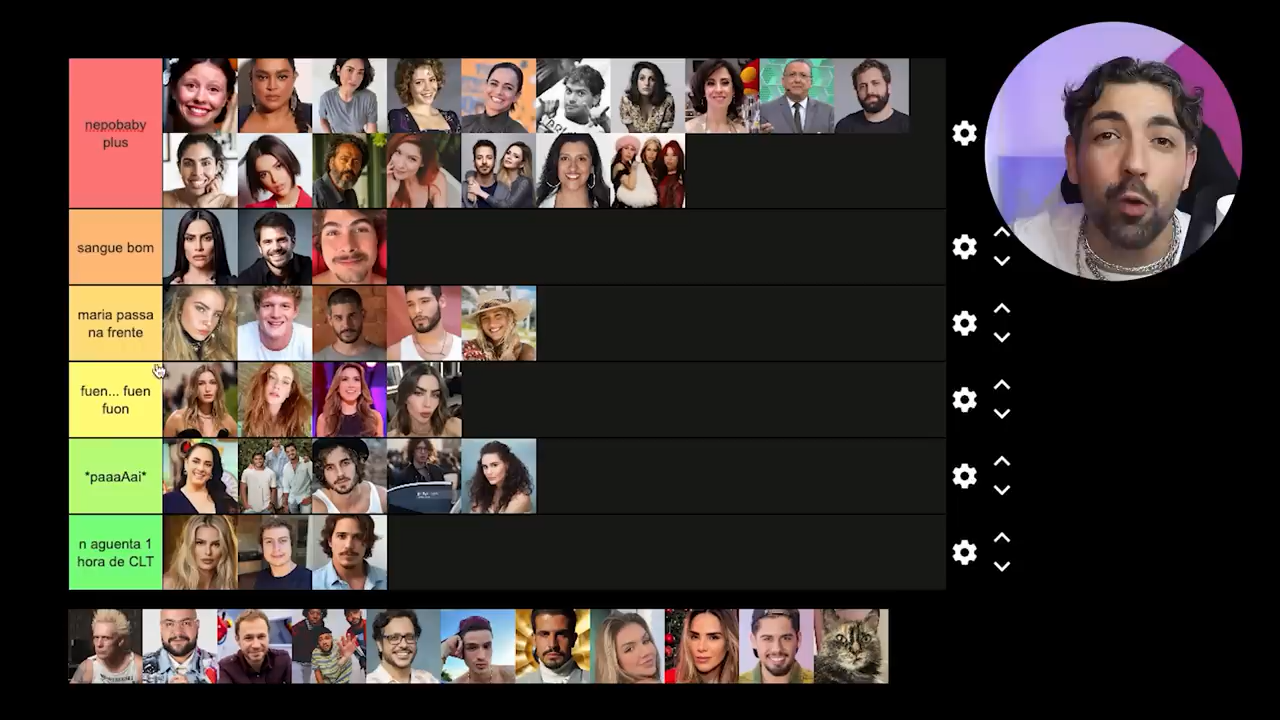 nepobaby
plus
sangue bom
maria passa
na frente
fuen... fuen
fuon
*paaaAai*
n aguenta 1
hora de CLT